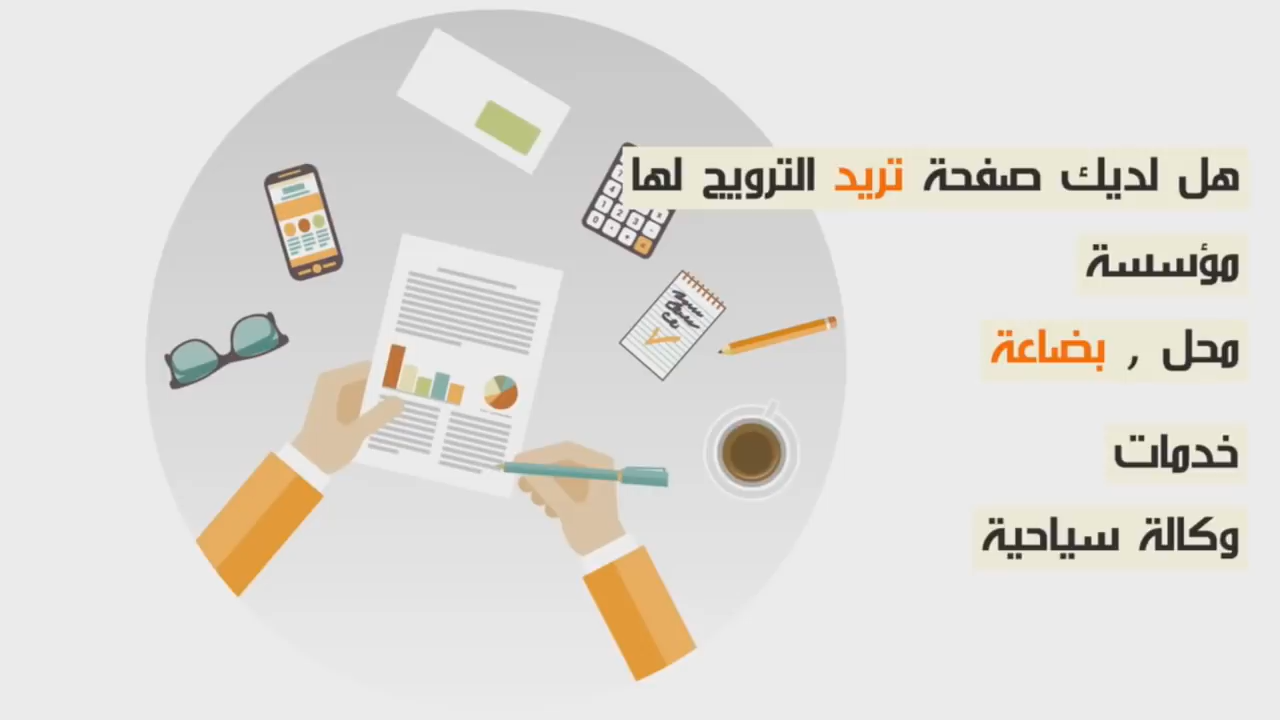 هل لديك صفحة تريد الترويج لها
مؤسسة
محل , بضاعة
خدمات
وكالة سياحية